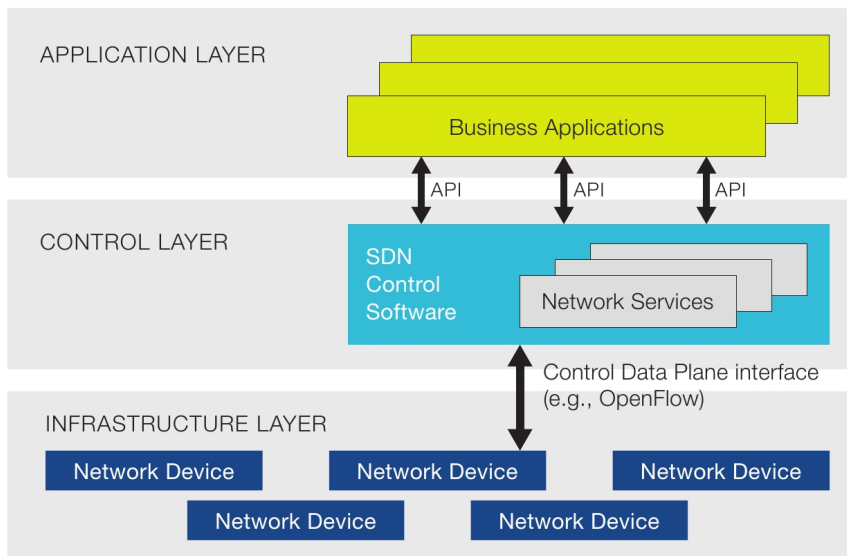 APPLICATION LAYER
Business Applications
API
API
API
CONTROL LAYER
SDN
Control
Software
Network Services
Control Data Plane interface
(e.g., OpenFlow)
INFRASTRUCTURE LAYER
Network Device
Network Device
Network Device
Network Device
Network Device